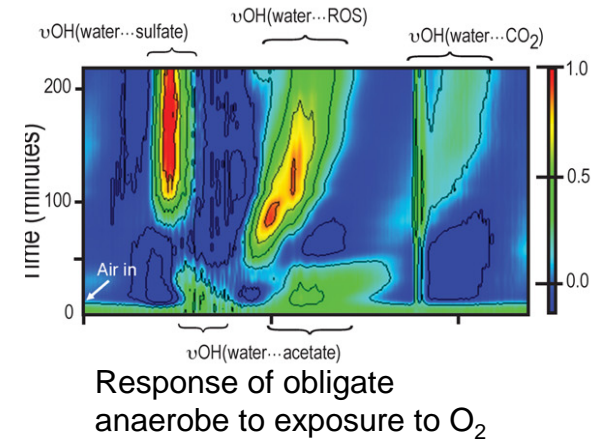 υOH(water···sulfate)
υOH(water···ROS)
υOH(water···CO₂)
Time (minutes)
200
100
0
Air in
1.0
0.5
0.0
υOH(water···acetate)
Response of obligate
anaerobe to exposure to O₂